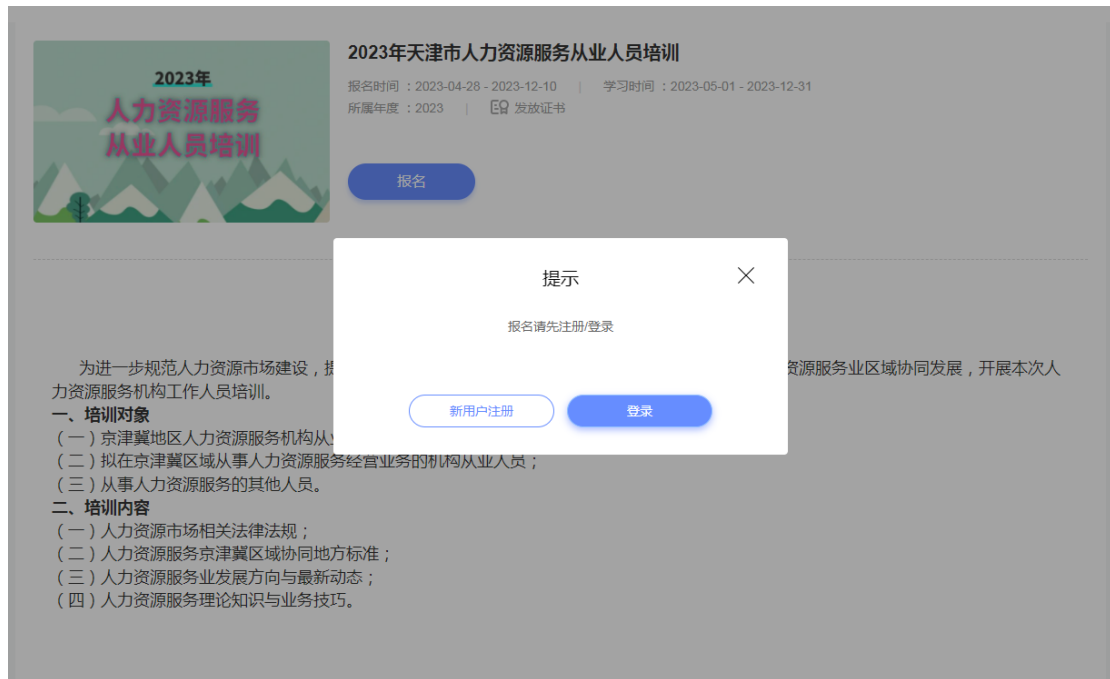 2023年天津市人力资源服务从业人员培训
2023年
人力资源服务
从业人员培训
报名时间：2023-04-28 - 2023-12-10 | 学习时间：2023-05-01 - 2023-12-31
所属年度：2023 | 发放证书
报名
提示
报名请先注册/登录
新用户注册 登录
为进一步规范人力资源市场建设， 资源服务业区域协同发展，开展本次人
力资源服务机构工作人员培训。
一、培训对象
（一）京津冀地区人力资源服务机构从
（二）拟在京津冀区域从事人力资源服务经营业务的机构从业人员；
（三）从事人力资源服务的其他人员。
二、培训内容
（一）人力资源市场相关法律法规；
（二）人力资源服务京津冀区域协同地方标准；
（三）人力资源服务业发展方向与最新动态；
（四）人力资源服务理论知识与业务技巧。